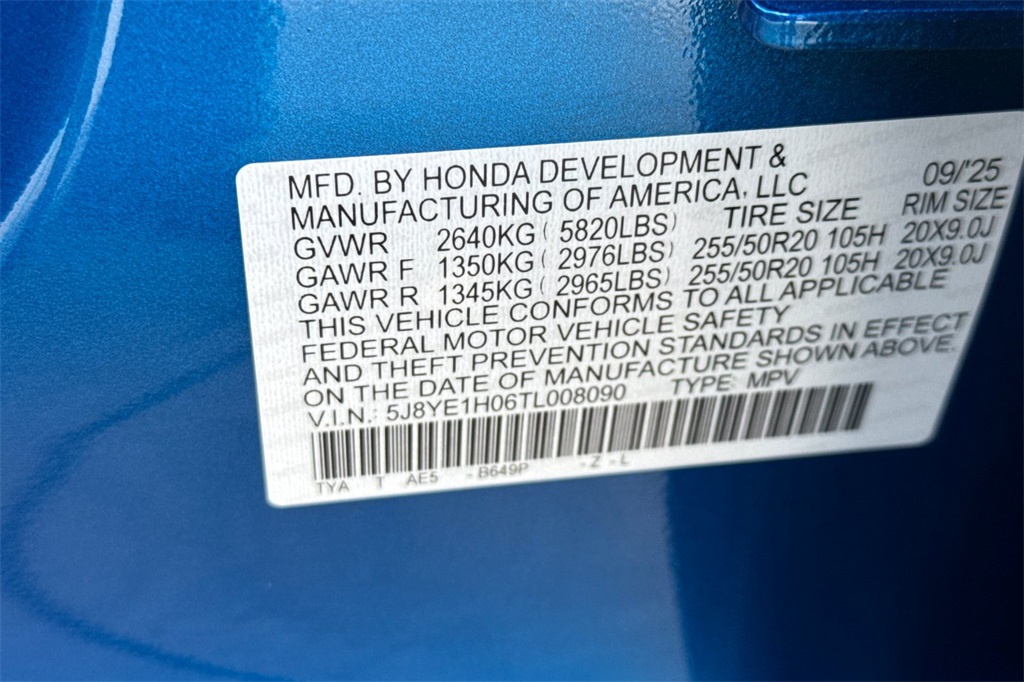 MFD. BY HONDA DEVELOPMENT & 09/'25
MANUFACTURING OF AMERICA, LLC
GVWR 2640KG ( 5820LBS) TIRE SIZE RIM SIZE
GAWR F 1350KG ( 2976LBS) 255/50R20 105H 20X9.0J
GAWR R 1345KG ( 2965LBS) 255/50R20 105H 20X9.0J
THIS VEHICLE CONFORMS TO ALL APPLICABLE
FEDERAL MOTOR VEHICLE SAFETY
AND THEFT PREVENTION STANDARDS IN EFFECT
ON THE DATE OF MANUFACTURE SHOWN ABOVE.
V.I.N.: 5J8YE1H06TL008090 TYPE: MPV
TYA T AE5 -B649P -Z-L